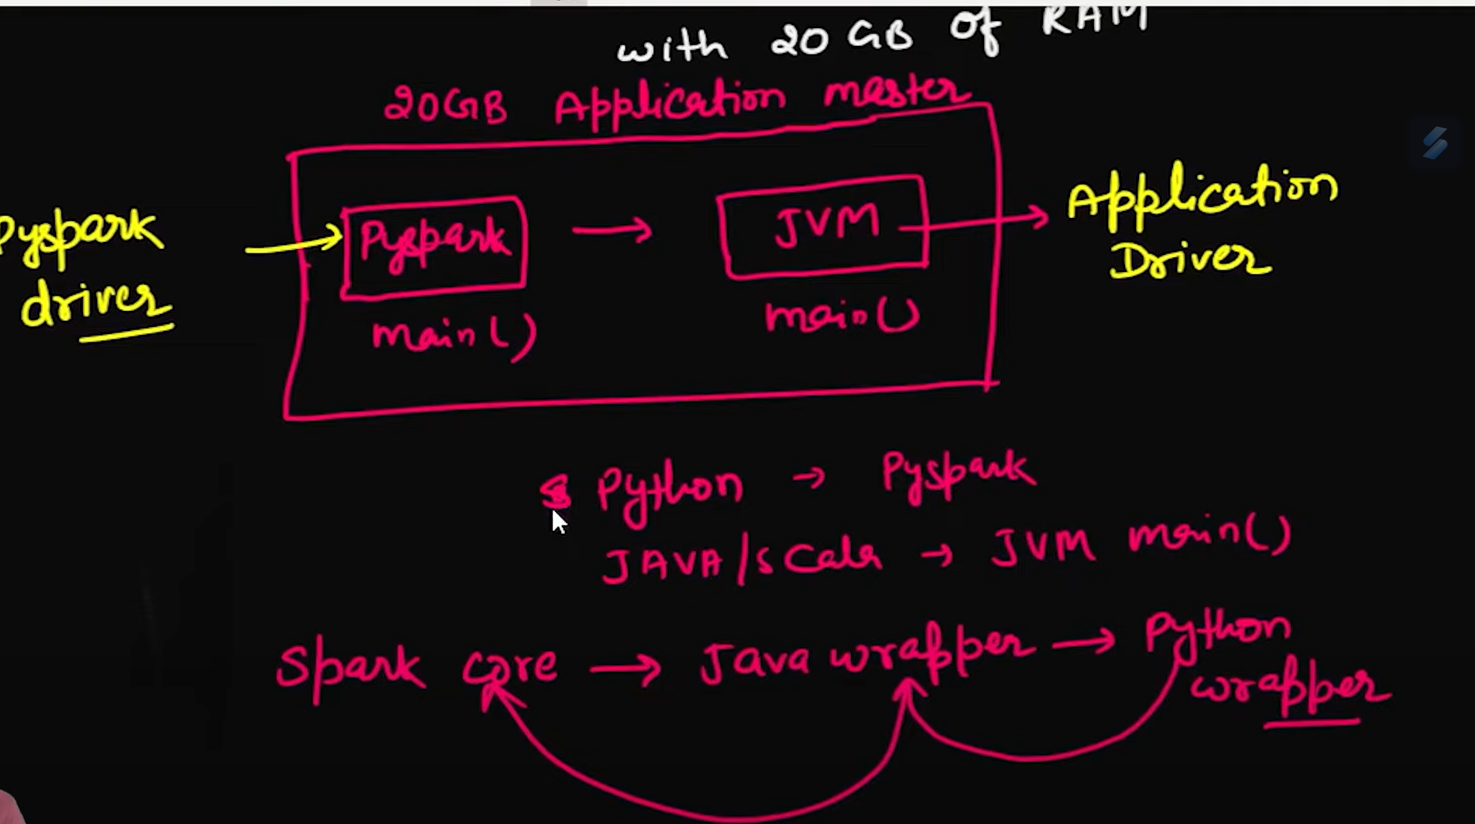 with 20 GB of RAM
20GB Application master
Pyspark driver
Pyspark
main()
JVM
main()
Application Driver
Python → Pyspark
JAVA/scala → JVM main()
Spark core → Java wrapper → Python wrapper